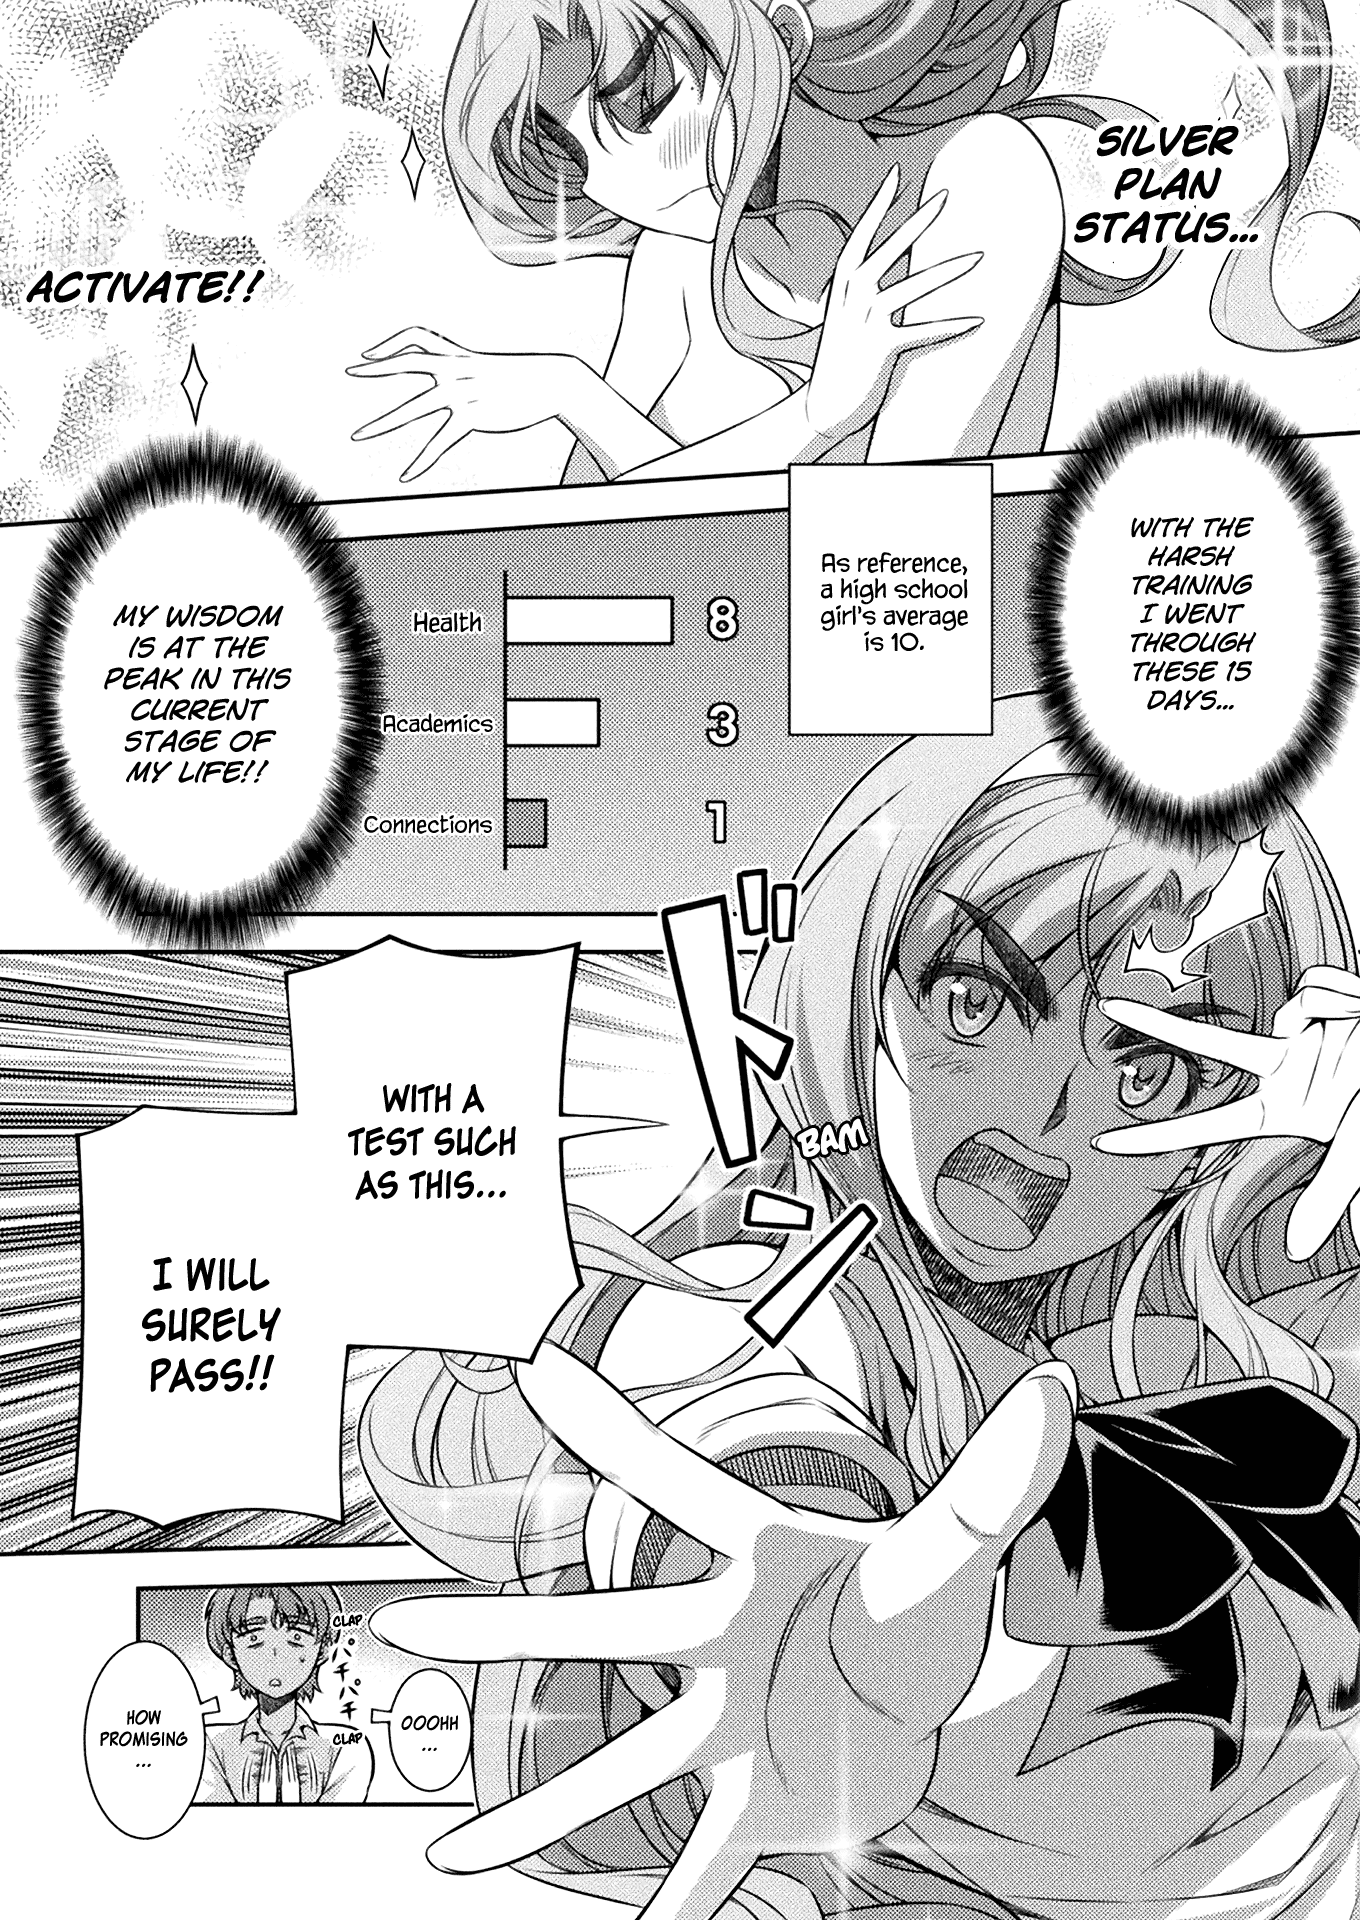 SILVER
PLAN
STATUS...
ACTIVATE!!
WITH THE
HARSH
TRAINING
I WENT
THROUGH
THESE 15
DAYS...
As reference,
a high school
girl's average
is 10.
Health 8
Academics 3
Connections 1
MY WISDOM
IS AT THE
PEAK IN THIS
CURRENT
STAGE OF
MY LIFE!!
ドン
BAM
WITH A
TEST SUCH
AS THIS...
I WILL
SURELY
PASS!!
OOOHH
...
CLAP
パチパチ
CLAP
HOW
PROMISING
...